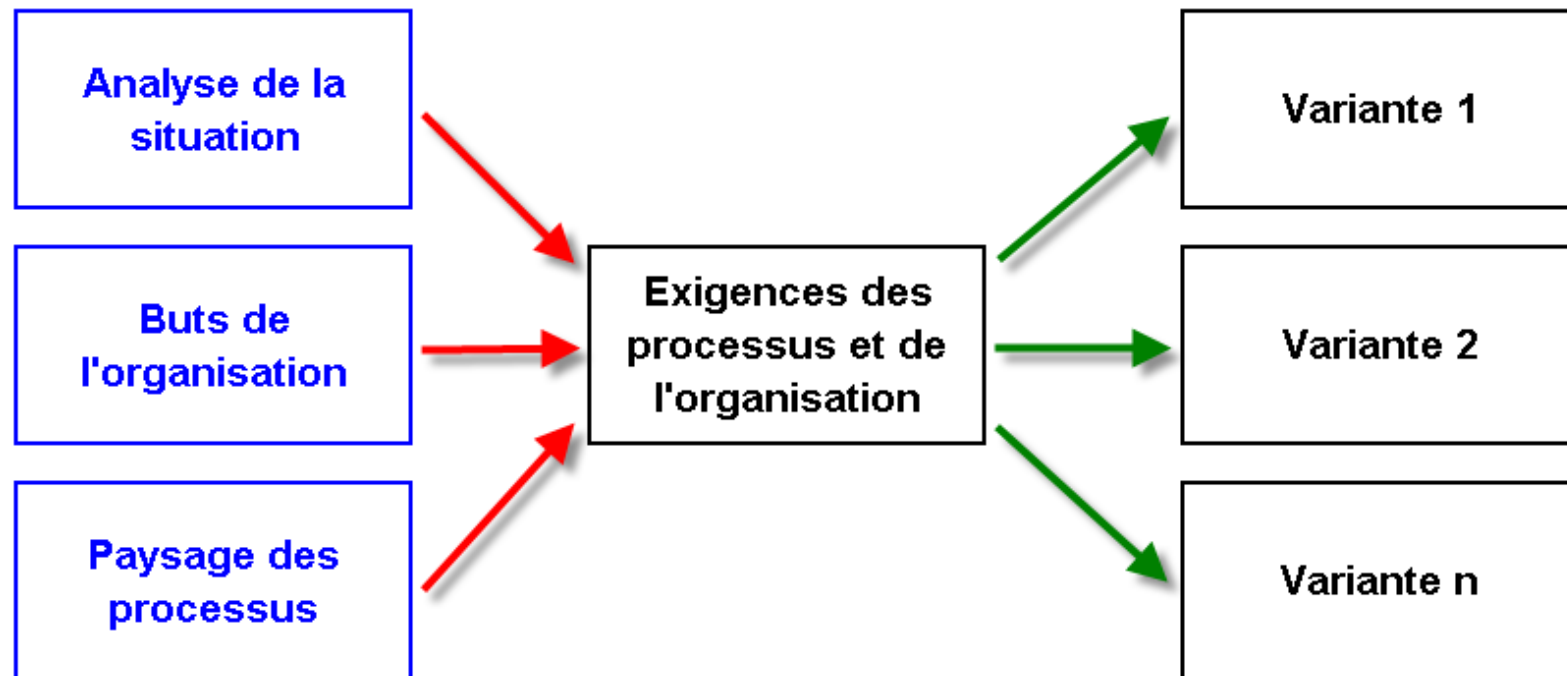 Analyse de la
situation
Buts de
l'organisation
Paysage des
processus
Exigences des
processus et de
l'organisation
Variante 1
Variante 2
Variante n